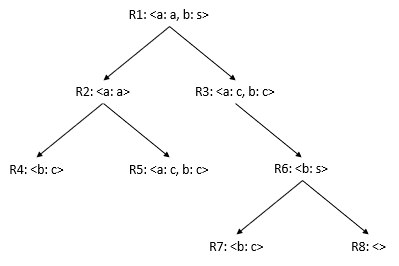 R1: <a: a, b: s>
R2: <a: a>
R3: <a: c, b: c>
R4: <b: c>
R5: <a: c, b: c>
R6: <b: s>
R7: <b: c>
R8: <>